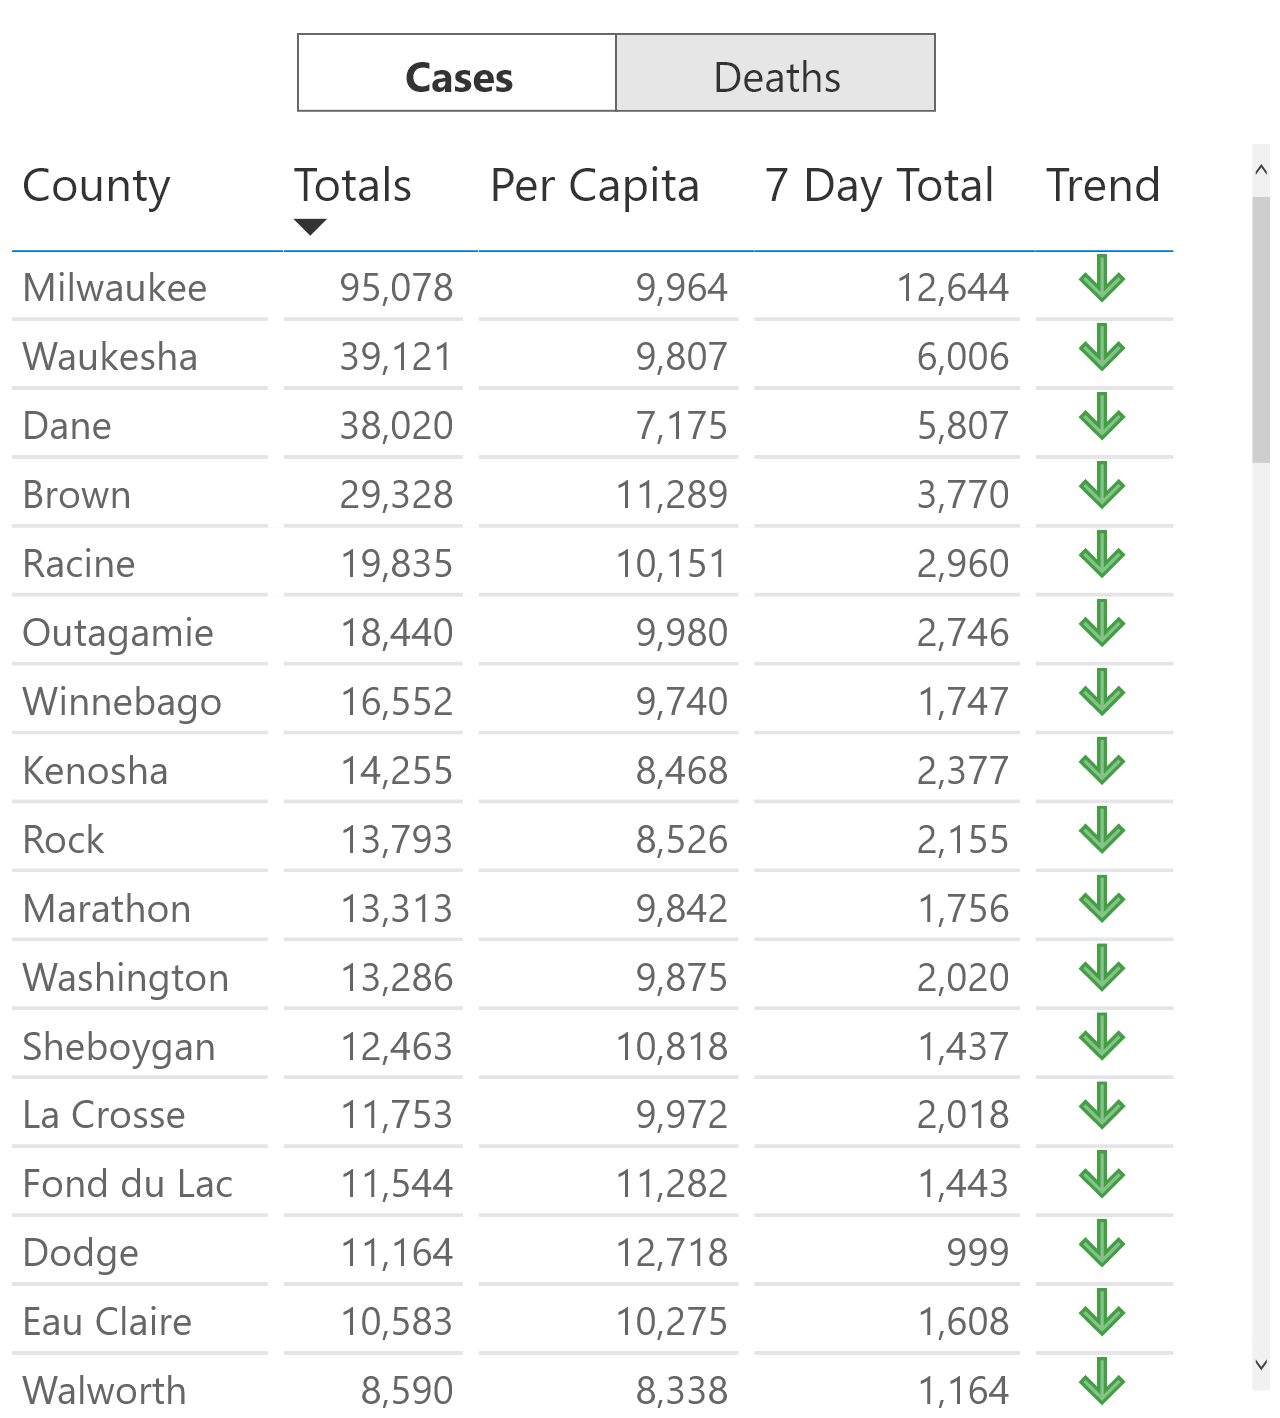 Cases Deaths
County Totals Per Capita 7 Day Total Trend
Milwaukee 95,078 9,964 12,644
Waukesha 39,121 9,807 6,006
Dane 38,020 7,175 5,807
Brown 29,328 11,289 3,770
Racine 19,835 10,151 2,960
Outagamie 18,440 9,980 2,746
Winnebago 16,552 9,740 1,747
Kenosha 14,255 8,468 2,377
Rock 13,793 8,526 2,155
Marathon 13,313 9,842 1,756
Washington 13,286 9,875 2,020
Sheboygan 12,463 10,818 1,437
La Crosse 11,753 9,972 2,018
Fond du Lac 11,544 11,282 1,443
Dodge 11,164 12,718 999
Eau Claire 10,583 10,275 1,608
Walworth 8,590 8,338 1,164